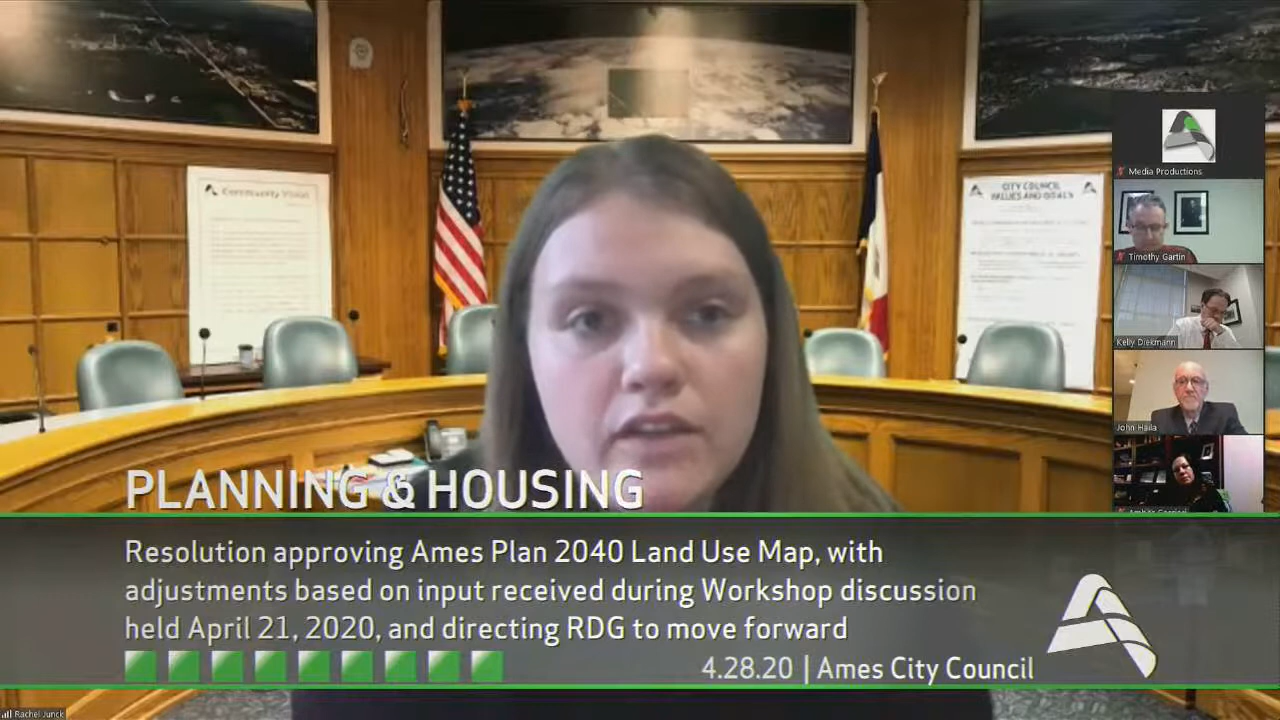 Community Vision
CITY COUNCIL
VALUES AND GOALS
Media Productions
Timothy Gartin
Kelly Diekmann
John Haila
PLANNING & HOUSING
Resolution approving Ames Plan 2040 Land Use Map, with
adjustments based on input received during Workshop discussion
held April 21, 2020, and directing RDG to move forward
4.28.20 | Ames City Council
Rachel Junck